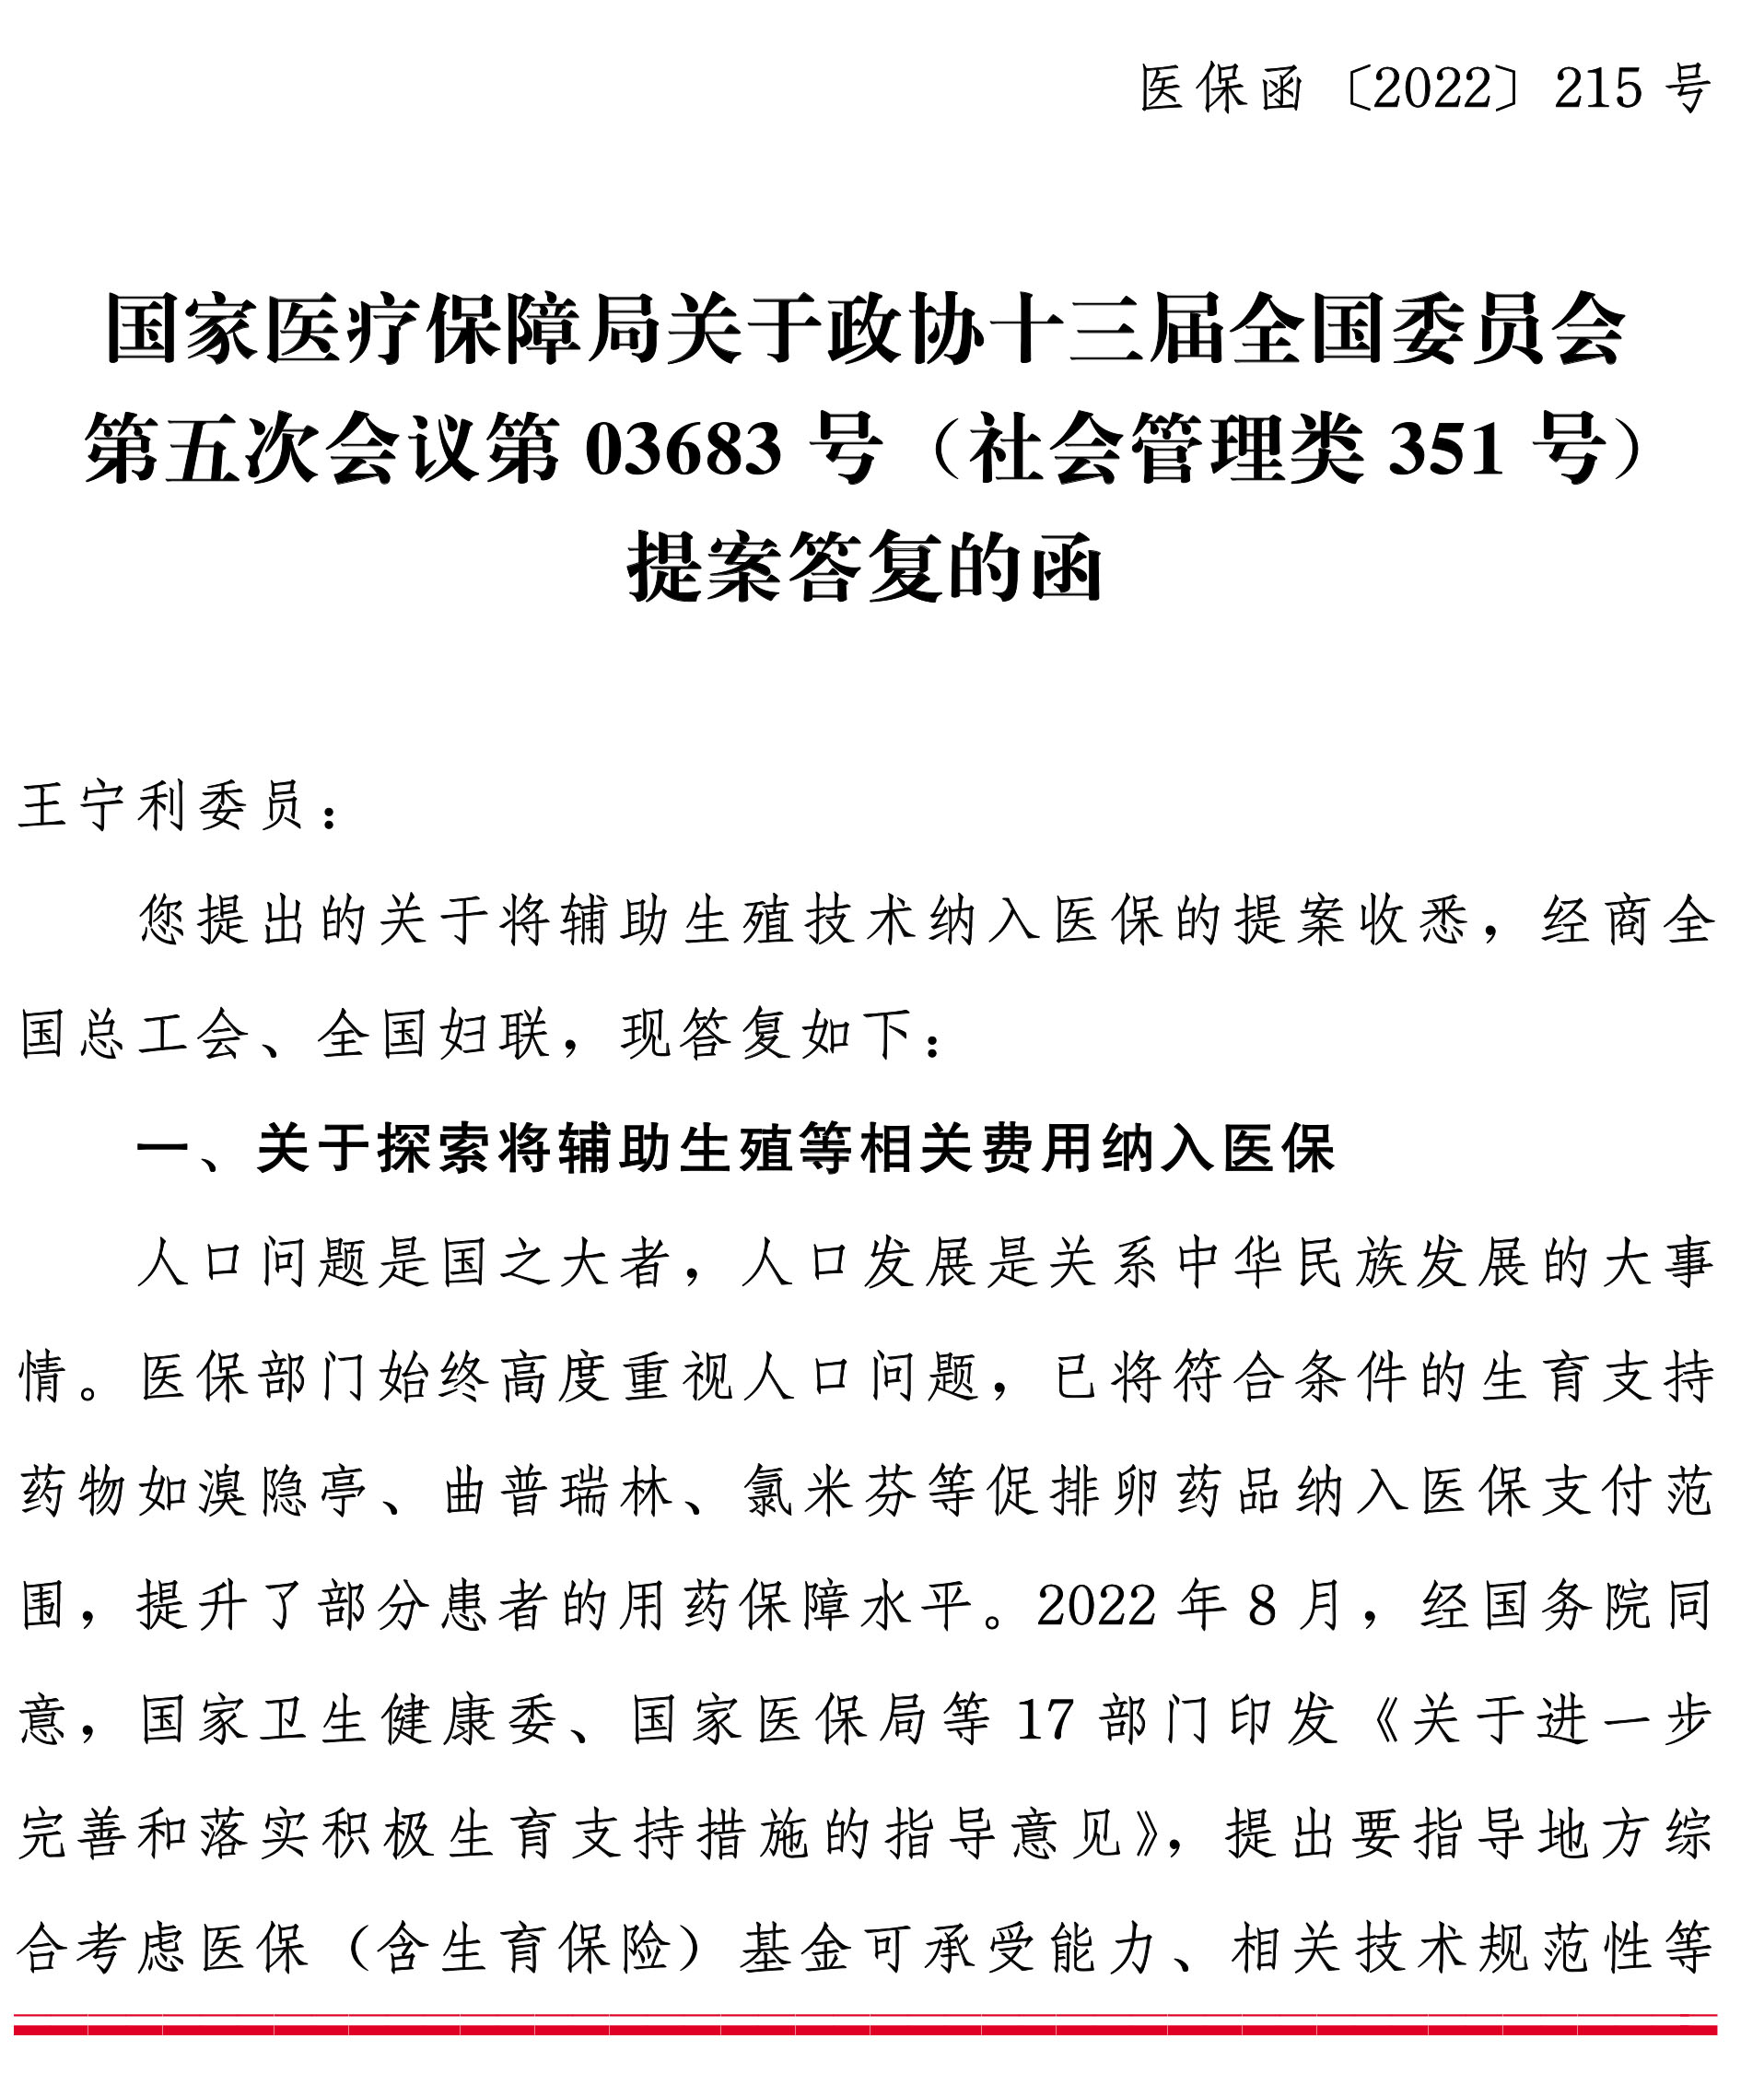 医保函〔2022〕215 号
国家医疗保障局关于政协十三届全国委员会
第五次会议第 03683 号（社会管理类 351 号）
提案答复的函
王宁利委员：
您提出的关于将辅助生殖技术纳入医保的提案收悉，经商全
国总工会、全国妇联，现答复如下：
一、关于探索将辅助生殖等相关费用纳入医保
人口问题是国之大者，人口发展是关系中华民族发展的大事
情。医保部门始终高度重视人口问题，已将符合条件的生育支持
药物如溴隐亭、曲普瑞林、氯米芬等促排卵药品纳入医保支付范
围，提升了部分患者的用药保障水平。2022 年 8 月，经国务院同
意，国家卫生健康委、国家医保局等 17 部门印发《关于进一步
完善和落实积极生育支持措施的指导意见》，提出要指导地方综
合考虑医保（含生育保险）基金可承受能力、相关技术规范性等